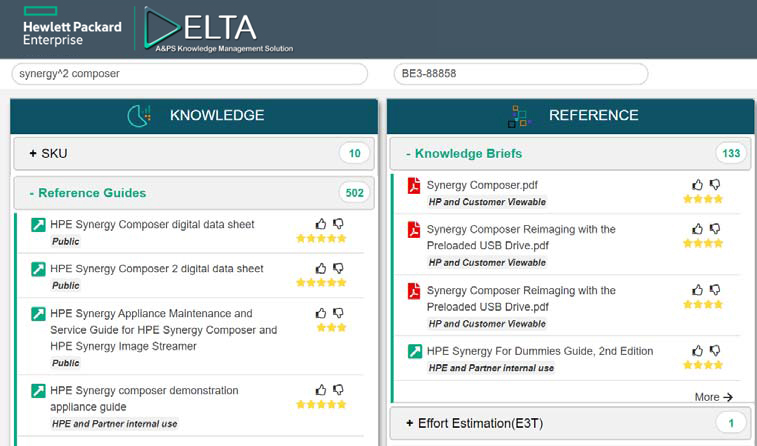 Hewlett Packard
Enterprise
DELTA
A&PS Knowledge Management Solution
synergy^2 composer
BE3-88858
KNOWLEDGE
+ SKU
10
- Reference Guides
502
HPE Synergy Composer digital data sheet
Public
HPE Synergy Composer 2 digital data sheet
Public
HPE Synergy Appliance Maintenance and
Service Guide for HPE Synergy Composer and
HPE Synergy Image Streamer
Public
HPE Synergy composer demonstration
appliance guide
HPE and Partner internal use
REFERENCE
- Knowledge Briefs
133
Synergy Composer.pdf
HP and Customer Viewable
Synergy Composer Reimaging with the
Preloaded USB Drive.pdf
HP and Customer Viewable
Synergy Composer Reimaging with the
Preloaded USB Drive.pdf
HP and Customer Viewable
HPE Synergy For Dummies Guide, 2nd Edition
HPE and Partner internal use
More →
+ Effort Estimation(E3T)
1